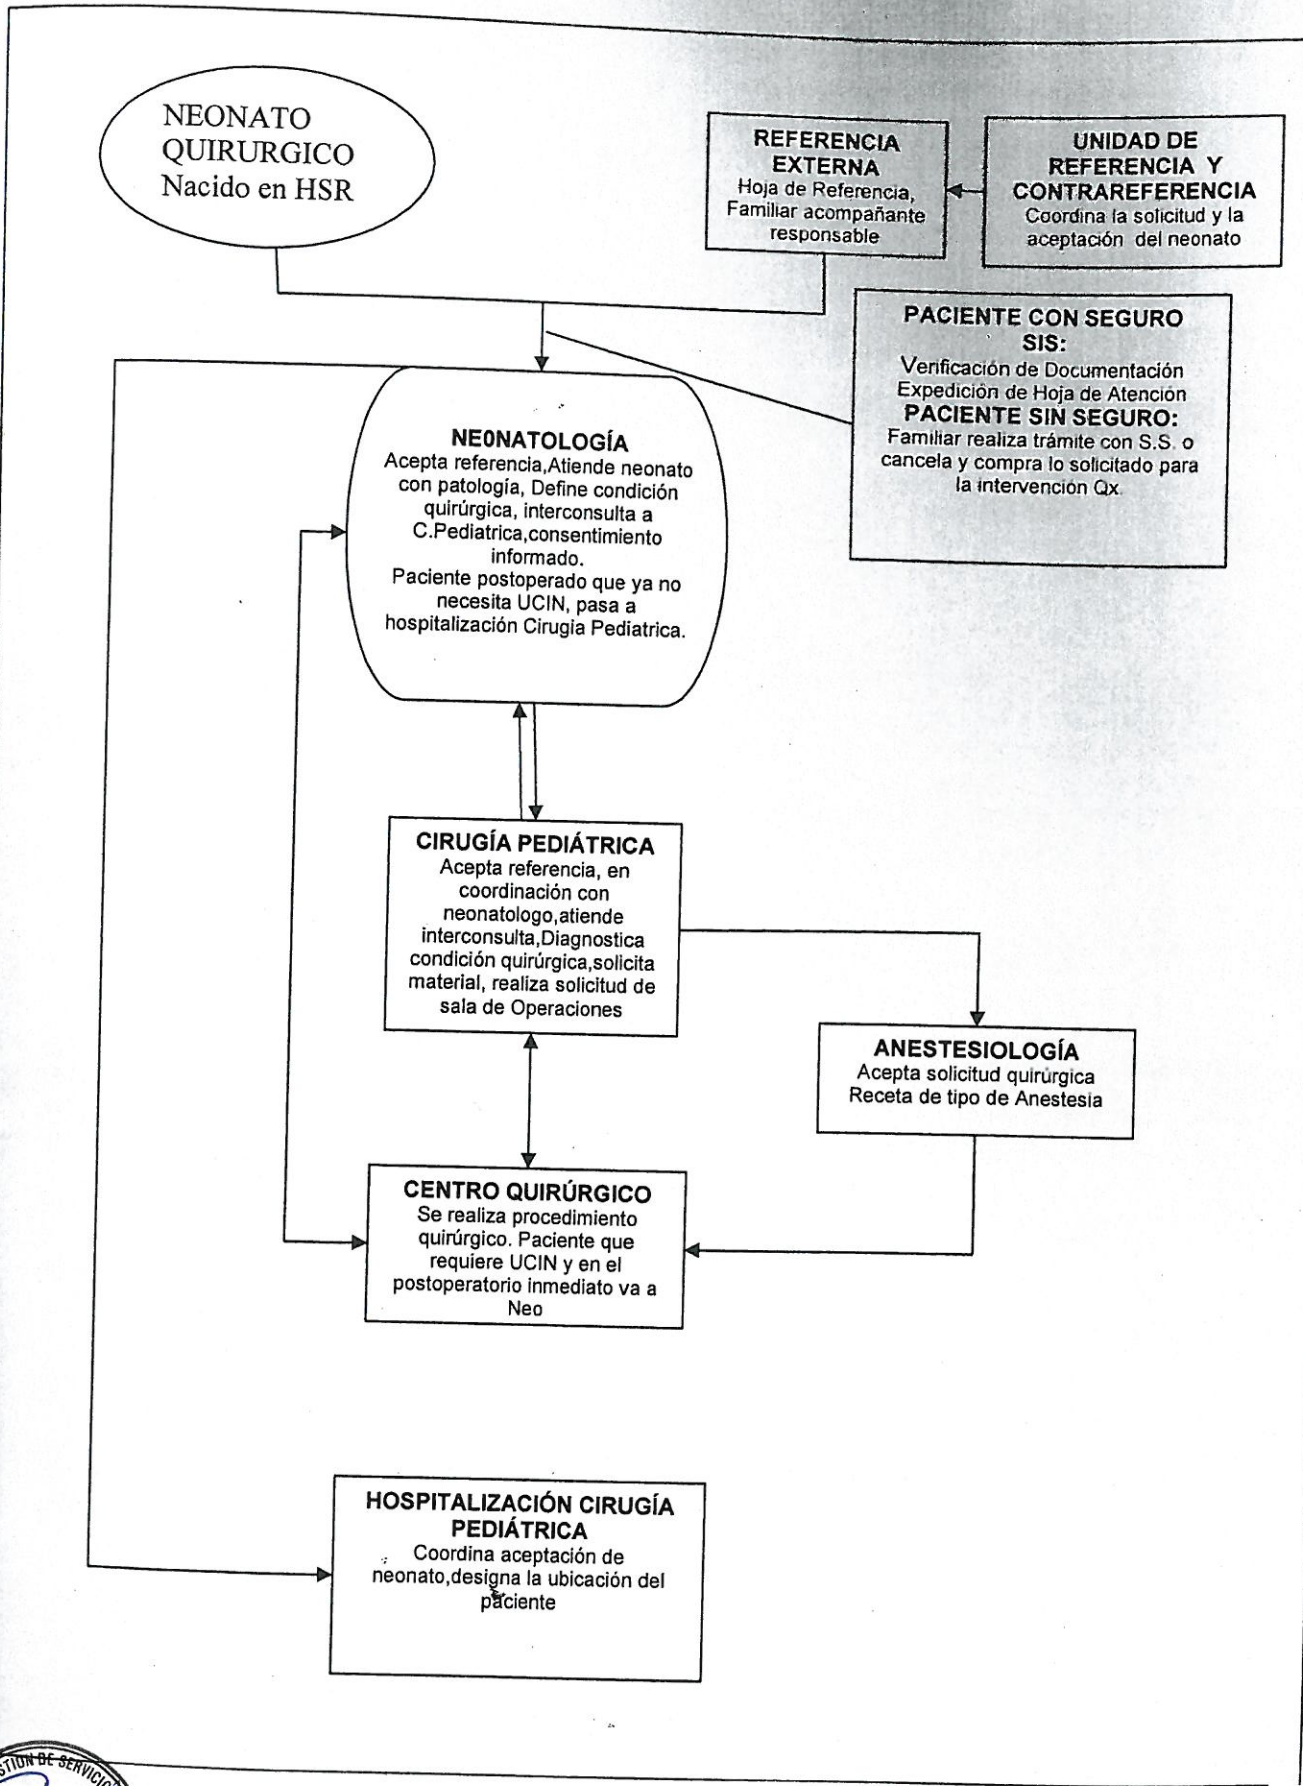 NEONATO
QUIRURGICO
Nacido en HSR
REFERENCIA
EXTERNA
Hoja de Referencia,
Familiar acompañante
responsable
UNIDAD DE
REFERENCIA Y
CONTRAREFERENCIA
Coordina la solicitud y la
aceptación del neonato
PACIENTE CON SEGURO
SIS:
Verificación de Documentación
Expedición de Hoja de Atención
PACIENTE SIN SEGURO:
Familiar realiza trámite con S.S. o
cancela y compra lo solicitado para
la intervención Qx.
NE0NATOLOGÍA
Acepta referencia,Atiende neonato
con patología, Define condición
quirúrgica, interconsulta a
C.Pediatrica,consentimiento
informado.
Paciente postoperado que ya no
necesita UCIN, pasa a
hospitalización Cirugia Pediatrica.
CIRUGÍA PEDIÁTRICA
Acepta referencia, en
coordinación con
neonatologo,atiende
interconsulta,Diagnostica
condición quirúrgica,solicita
material, realiza solicitud de
sala de Operaciones
ANESTESIOLOGÍA
Acepta solicitud quirúrgica
Receta de tipo de Anestesia
CENTRO QUIRÚRGICO
Se realiza procedimiento
quirúrgico. Paciente que
requiere UCIN y en el
postoperatorio inmediato va a
Neo
HOSPITALIZACIÓN CIRUGÍA
PEDIÁTRICA
Coordina aceptación de
neonato,designa la ubicación del
paciente
DE